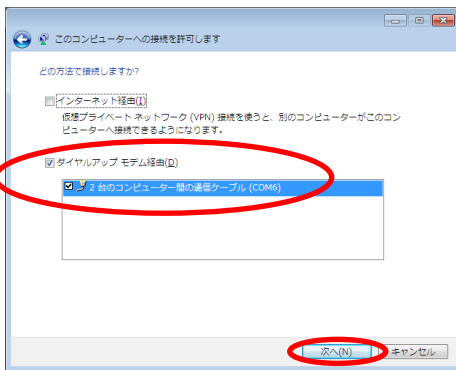 このコンピューターへの接続を許可します
どの方法で接続しますか?
インターネット経由(I)
仮想プライベート ネットワーク (VPN) 接続を使うと、別のコンピューターがこのコン
ピューターへ接続できるようになります。
ダイヤルアップ モデム経由(D)
2 台のコンピューター間の通信ケーブル (COM6)
次へ(N)
キャンセル